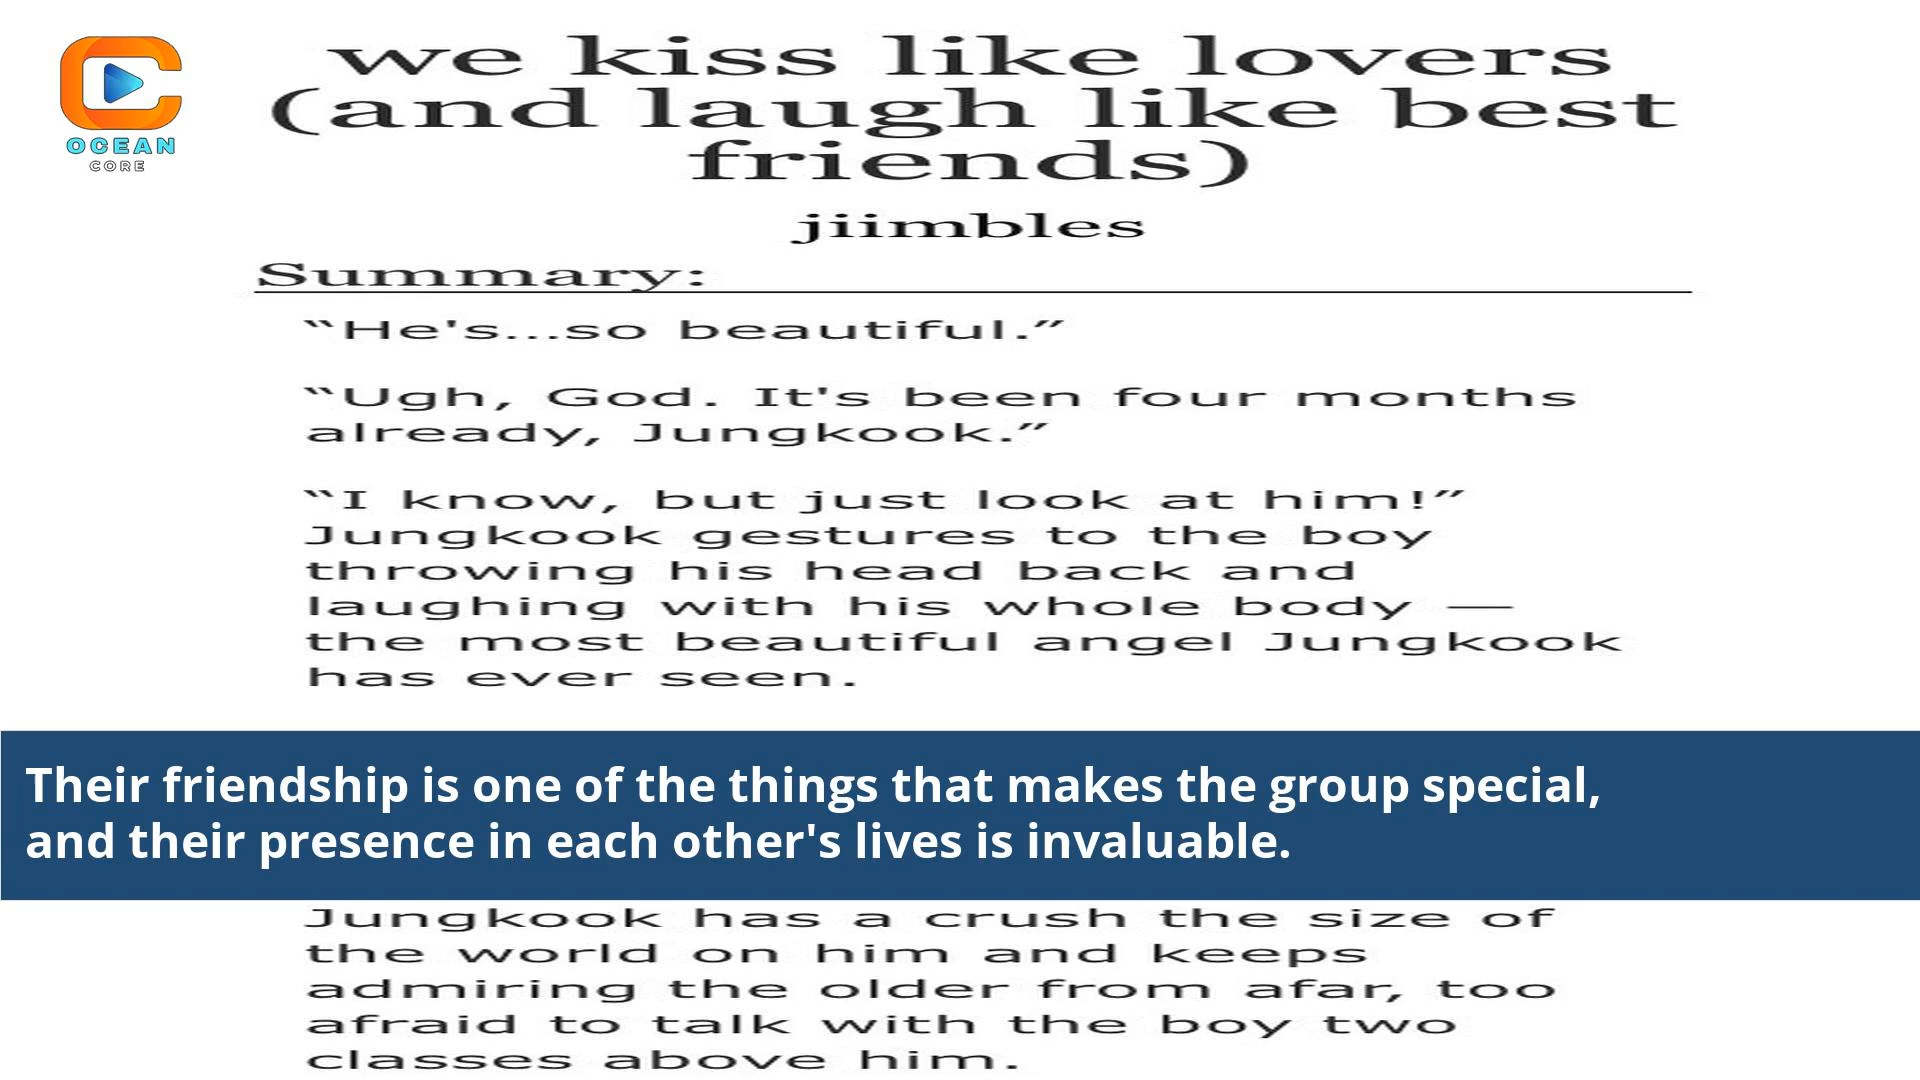 OCEAN
CORE
we kiss like lovers
(and laugh like best
friends)
jiimbles
Summary:
“He's...so beautiful.”
“Ugh, God. It's been four months
already, Jungkook.”
“I know, but just look at him!”
Jungkook gestures to the boy
throwing his head back and
laughing with his whole body —
the most beautiful angel Jungkook
has ever seen.
Their friendship is one of the things that makes the group special,
and their presence in each other's lives is invaluable.
Jungkook has a crush the size of
the world on him and keeps
admiring the older from afar, too
afraid to talk with the boy two
classes above him.